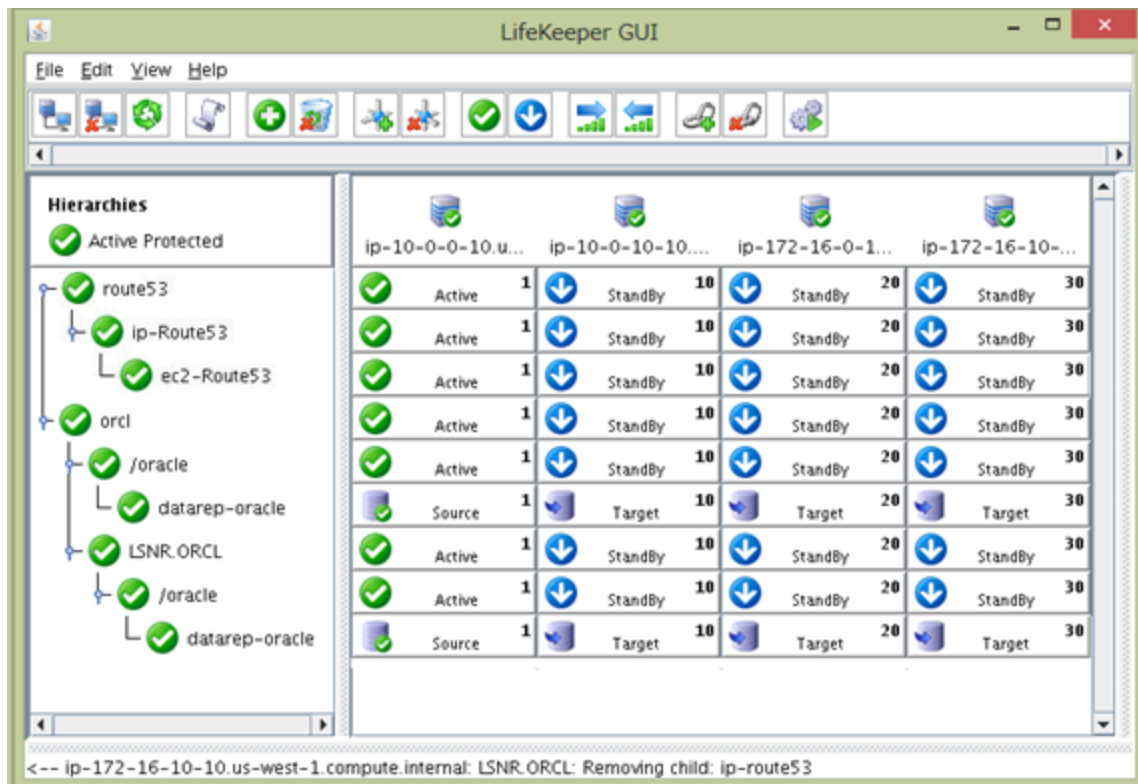 LifeKeeper GUI
File Edit View Help
Hierarchies
Active Protected
ip-10-0-0-10.u... ip-10-0-10-10.... ip-172-16-0-1... ip-172-16-10-...
route53 Active 1 StandBy 10 StandBy 20 StandBy 30
ip-Route53 Active 1 StandBy 10 StandBy 20 StandBy 30
ec2-Route53 Active 1 StandBy 10 StandBy 20 StandBy 30
orcl Active 1 StandBy 10 StandBy 20 StandBy 30
/oracle Active 1 StandBy 10 StandBy 20 StandBy 30
datarep-oracle Source 1 Target 10 Target 20 Target 30
LSNR.ORCL Active 1 StandBy 10 StandBy 20 StandBy 30
/oracle Active 1 StandBy 10 StandBy 20 StandBy 30
datarep-oracle Source 1 Target 10 Target 20 Target 30
<-- ip-172-16-10-10.us-west-1.compute.internal: LSNR.ORCL: Removing child: ip-route53